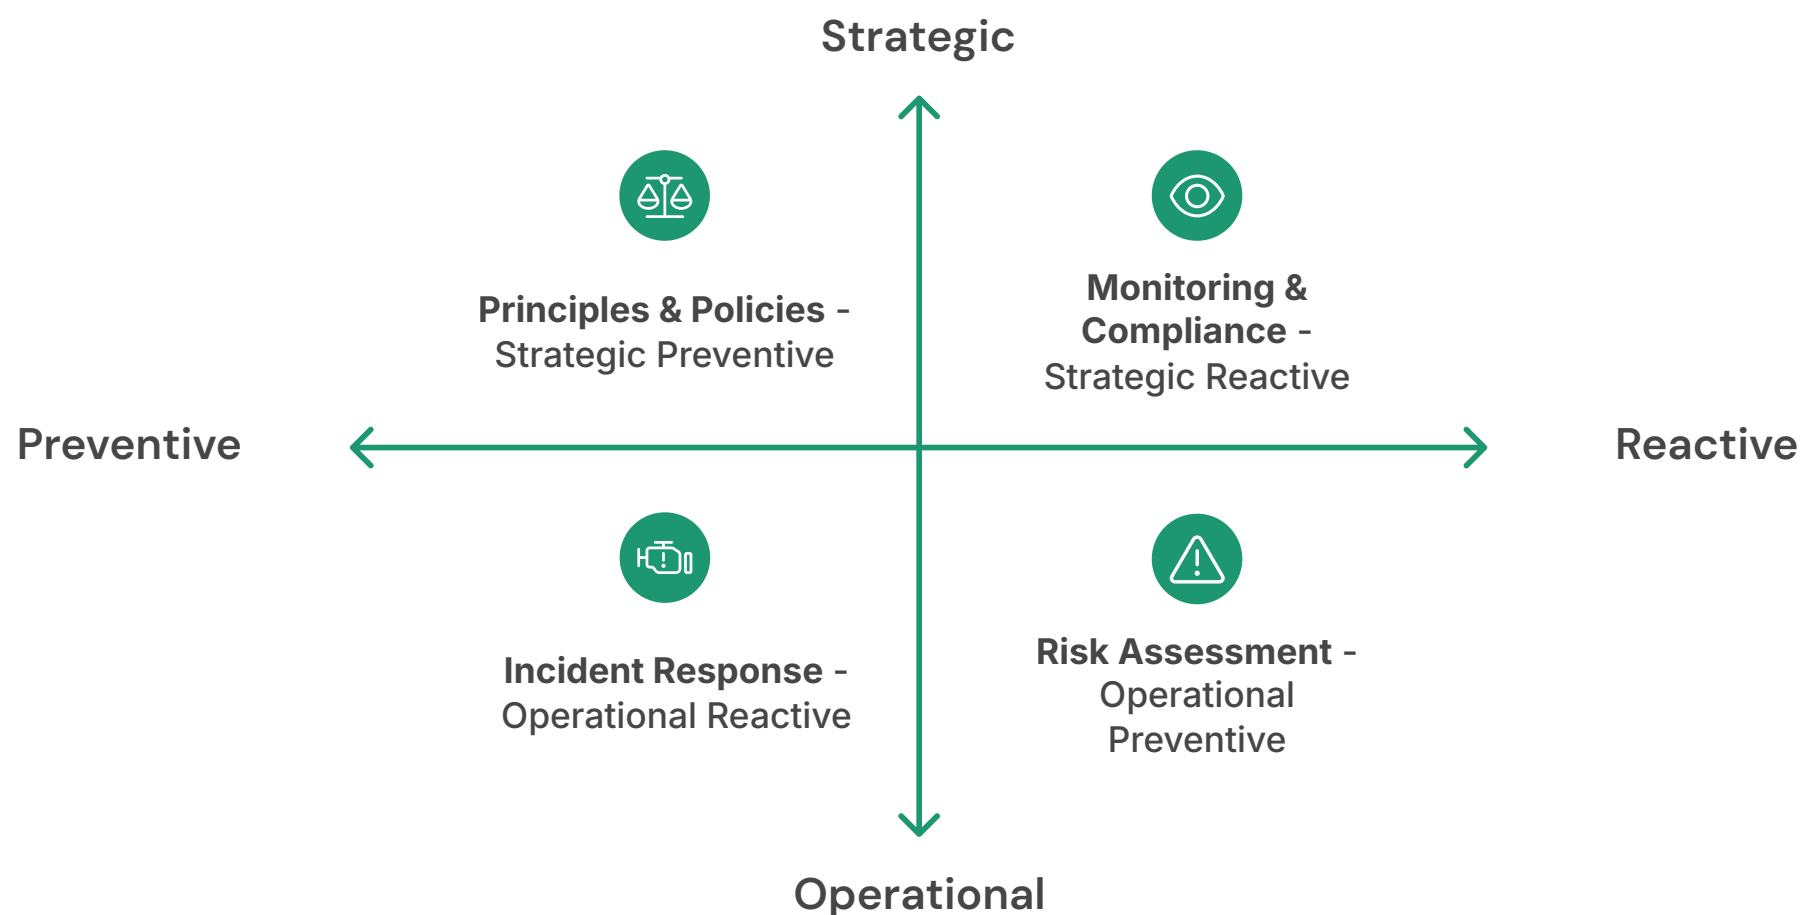 Strategic
Principles & Policies -
Strategic Preventive
Monitoring &
Compliance -
Strategic Reactive
Preventive
Reactive
Incident Response -
Operational Reactive
Risk Assessment -
Operational
Preventive
Operational